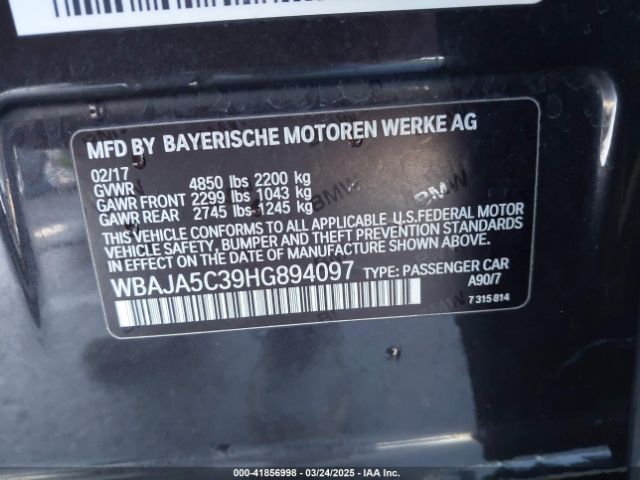 MFD BY BAYERISCHE MOTOREN WERKE AG
02/17
GVWR 4850 lbs 2200 kg
GAWR FRONT 2299 lbs 1043 kg
GAWR REAR 2745 lbs 1245 kg
THIS VEHICLE CONFORMS TO ALL APPLICABLE U.S.FEDERAL MOTOR
VEHICLE SAFETY, BUMPER AND THEFT PREVENTION STANDARDS
IN EFFECT ON THE DATE OF MANUFACTURE SHOWN ABOVE.
WBAJA5C39HG894097 TYPE: PASSENGER CAR
A90/7
7 315 814
BMW
BMW
000-41856998 - 03/24/2025 - IAA Inc.